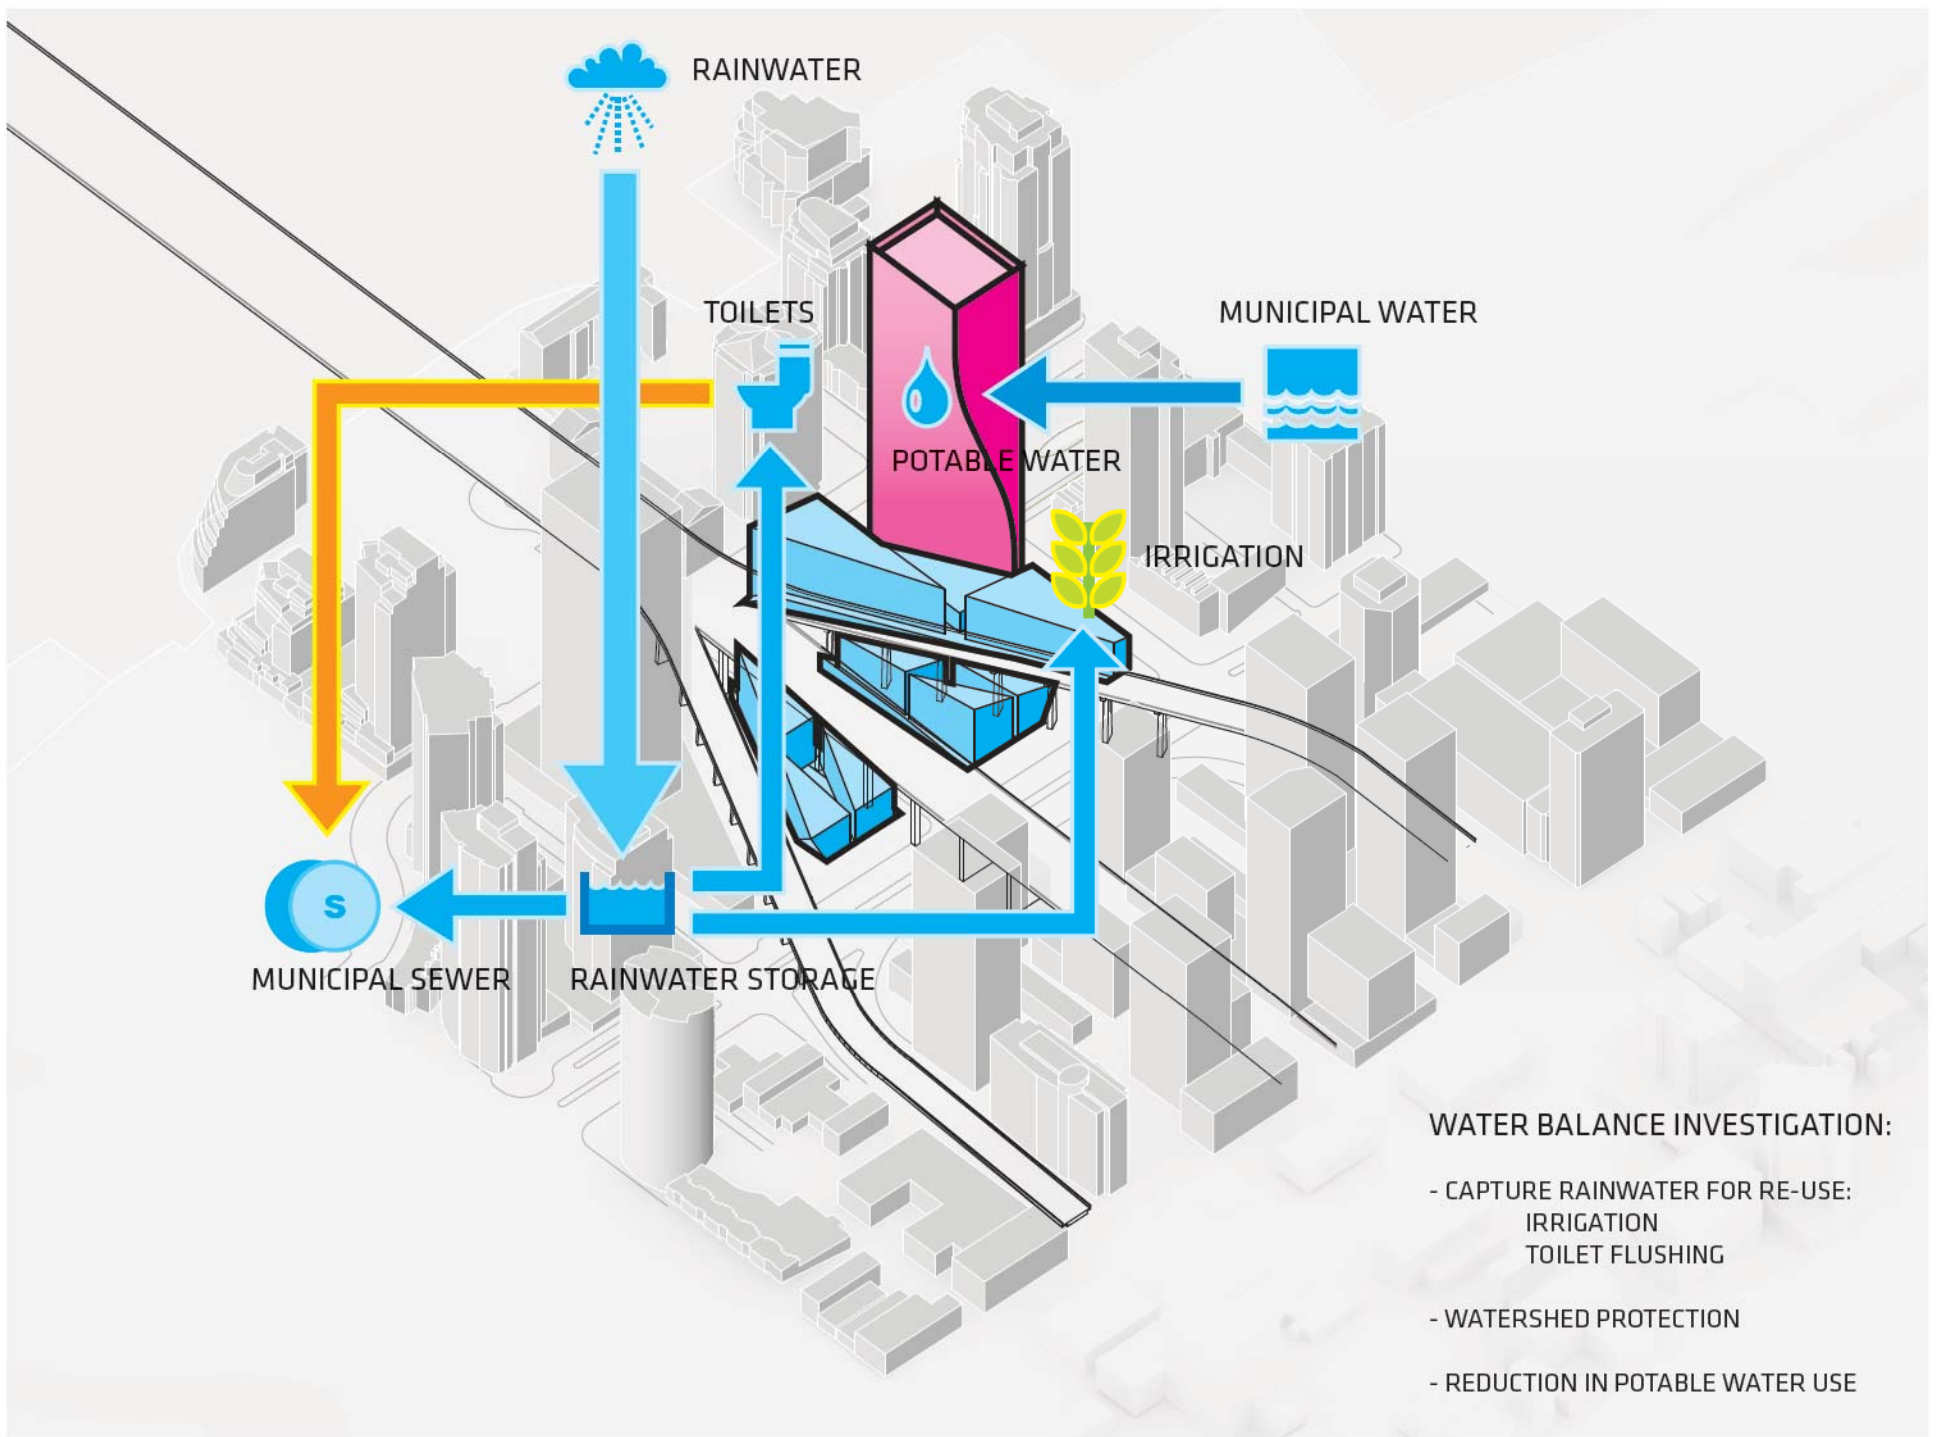 RAINWATER
TOILETS
MUNICIPAL WATER
POTABLE WATER
IRRIGATION
S
MUNICIPAL SEWER
RAINWATER STORAGE
WATER BALANCE INVESTIGATION:
- CAPTURE RAINWATER FOR RE-USE:
IRRIGATION
TOILET FLUSHING
- WATERSHED PROTECTION
- REDUCTION IN POTABLE WATER USE